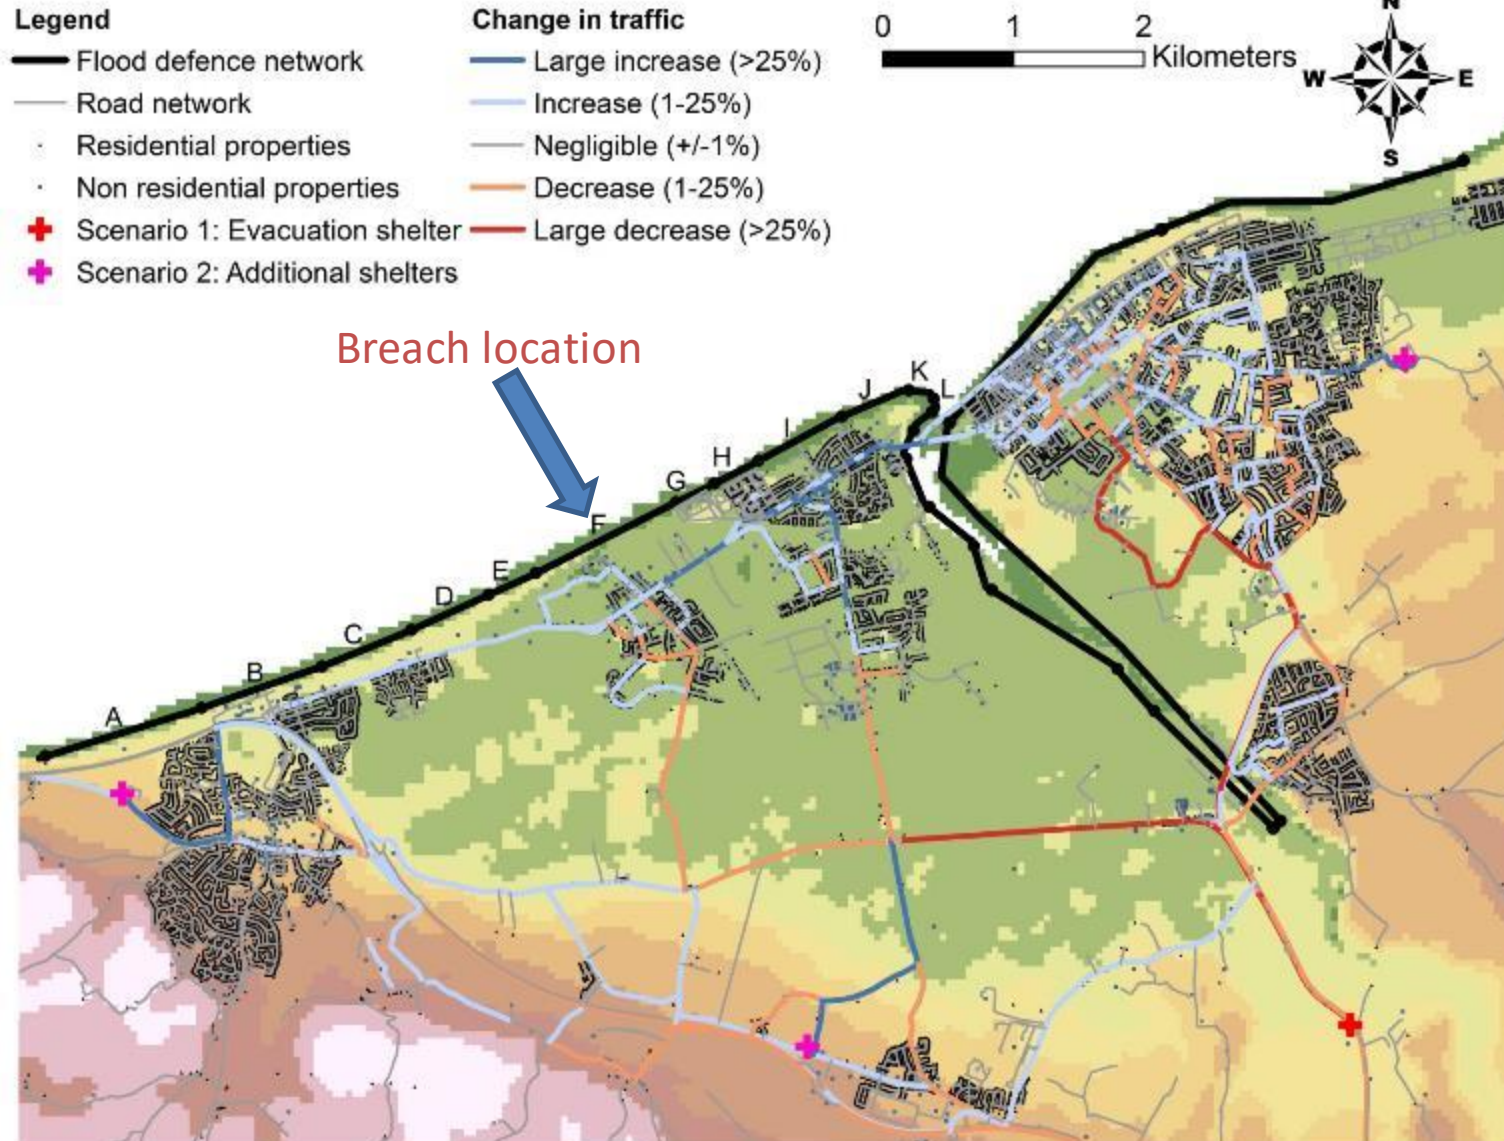 Legend
Flood defence network
Road network
Residential properties
Non residential properties
Scenario 1: Evacuation shelter
Scenario 2: Additional shelters
Change in traffic
Large increase (>25%)
Increase (1-25%)
Negligible (+/-1%)
Decrease (1-25%)
Large decrease (>25%)
0 1 2
Kilometers
N
W E
S
Breach location
K
J L
I
H
G
F
E
D
C
B
A